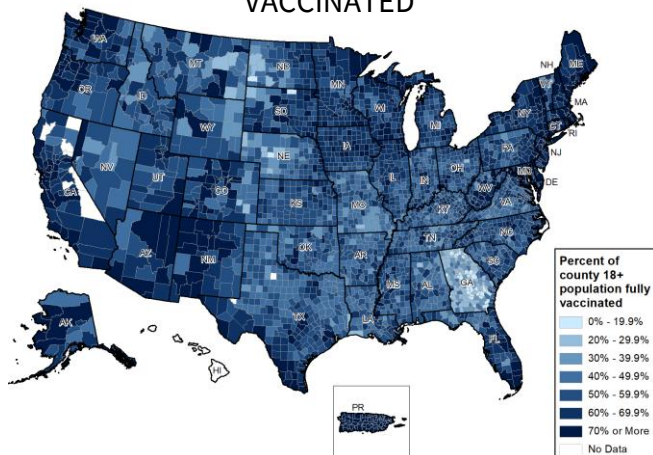 VACCINATED
WA
MT
ND
MN
OR
ID
SD
WI
WY
MI
NH
ME
VT
NY
MA
CT
RI
NV
UT
CO
NE
IA
IL
IN
OH
PA
NJ
CA
KS
MO
KY
WV
VA
MD
DE
AZ
NM
OK
AR
TN
NC
SC
TX
LA
MS
AL
GA
FL
AK
HI
PR
Percent of
county 18+
population fully
vaccinated
0% - 19.9%
20% - 29.9%
30% - 39.9%
40% - 49.9%
50% - 59.9%
60% - 69.9%
70% or More
No Data